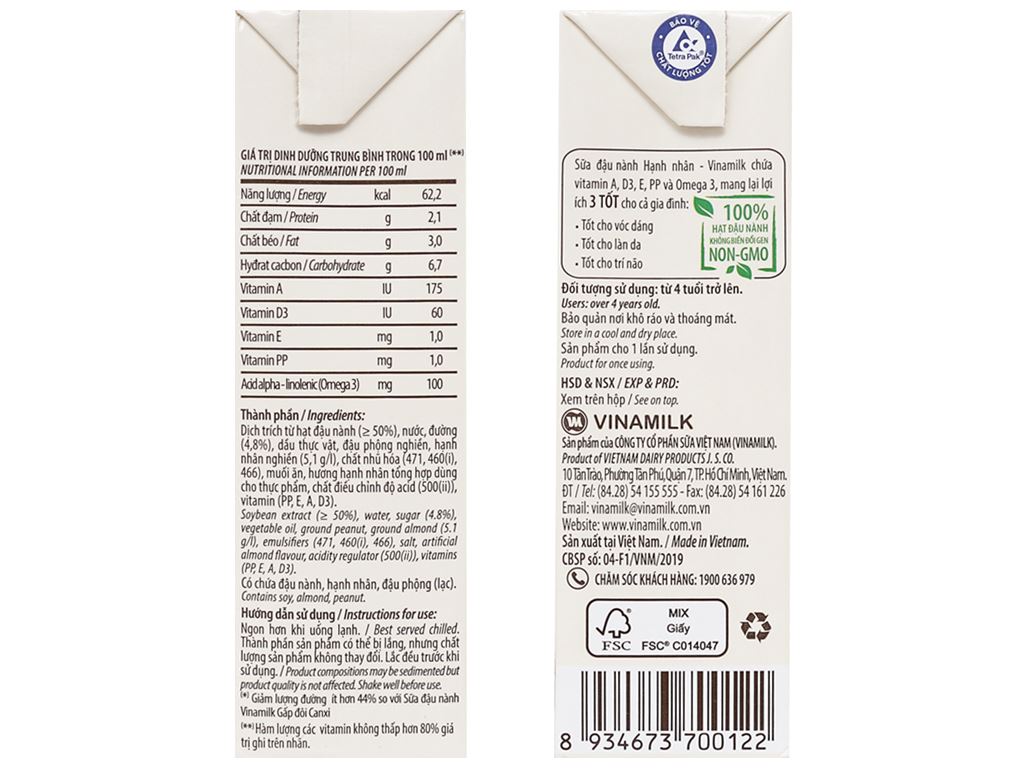 GIÁ TRỊ DINH DƯỠNG TRUNG BÌNH TRONG 100 ml (**)
NUTRITIONAL INFORMATION PER 100 ml
Năng lượng / Energy kcal 62,2
Chất đạm / Protein g 2,1
Chất béo / Fat g 3,0
Hyđrat cacbon / Carbohydrate g 6,7
Vitamin A IU 175
Vitamin D3 IU 60
Vitamin E mg 1,0
Vitamin PP mg 1,0
Acid alpha - linolenic (Omega 3) mg 100
Thành phần / Ingredients:
Dịch trích từ hạt đậu nành (≥ 50%), nước, đường
(4,8%), dầu thực vật, đậu phộng nghiền, hạnh
nhân nghiền (5,1 g/l), chất nhũ hóa (471, 460(i),
466), muối ăn, hương hạnh nhân tổng hợp dùng
cho thực phẩm, chất điều chỉnh độ acid (500(ii)),
vitamin (PP, E, A, D3).
Soybean extract (≥ 50%), water, sugar (4.8%),
vegetable oil, ground peanut, ground almond (5.1
g/l), emulsifiers (471, 460(i), 466), salt, artificial
almond flavour, acidity regulator (500(ii)), vitamins
(PP, E, A, D3).
Có chứa đậu nành, hạnh nhân, đậu phộng (lạc).
Contains soy, almond, peanut.
Hướng dẫn sử dụng / Instructions for use:
Ngon hơn khi uống lạnh. / Best served chilled.
Thành phần sản phẩm có thể bị lắng, nhưng chất
lượng sản phẩm không thay đổi. Lắc đều trước khi
sử dụng. / Product compositions may be sedimented but
product quality is not affected. Shake well before use.
(*) Giảm lượng đường ít hơn 44% so với Sữa đậu nành
Vinamilk Gấp đôi Canxi
(**) Hàm lượng các vitamin không thấp hơn 80% giá
trị ghi trên nhãn.
BẢO VỆ
Tetra Pak®
CHẤT LƯỢNG TỐT
Sữa đậu nành Hạnh nhân - Vinamilk chứa
vitamin A, D3, E, PP và Omega 3, mang lại lợi
ích 3 TỐT cho cả gia đình:
• Tốt cho vóc dáng
• Tốt cho làn da
• Tốt cho trí não
100%
HẠT ĐẬU NÀNH
KHÔNG BIẾN ĐỔI GEN
NON-GMO
Đối tượng sử dụng: từ 4 tuổi trở lên.
Users: over 4 years old.
Bảo quản nơi khô ráo và thoáng mát.
Store in a cool and dry place.
Sản phẩm cho 1 lần sử dụng.
Product for once using.
HSD & NSX / EXP & PRD:
Xem trên hộp / See on top.
VINAMILK
Sản phẩm của CÔNG TY CỔ PHẦN SỮA VIỆT NAM (VINAMILK).
Product of VIETNAM DAIRY PRODUCTS J. S. CO.
10 Tân Trào, Phường Tân Phú, Quận 7, TP. Hồ Chí Minh, Việt Nam.
ĐT / Tel: (84.28) 54 155 555 - Fax: (84.28) 54 161 226
Email: vinamilk@vinamilk.com.vn
Website: www.vinamilk.com.vn
Sản xuất tại Việt Nam. / Made in Vietnam.
CBSP số: 04-F1/VNM/2019
CHĂM SÓC KHÁCH HÀNG: 1900 636 979
FSC
MIX
Giấy
FSC® C014047
8 934673 700122